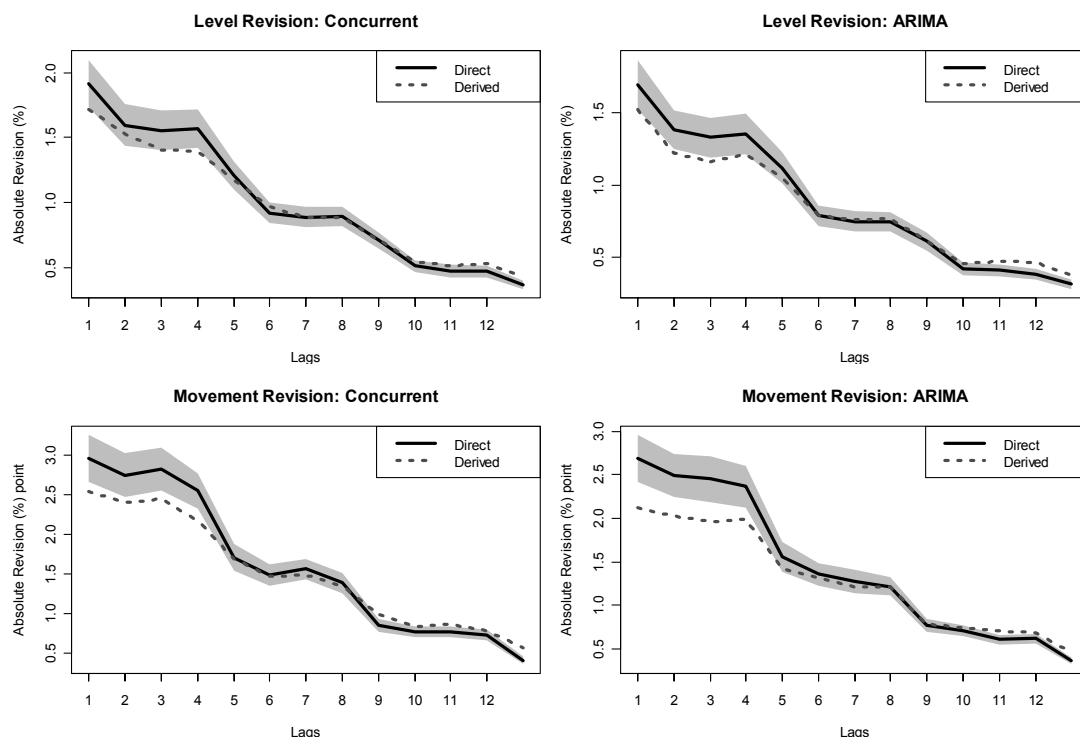 Level Revision: Concurrent
Absolute Revision (%)
2.0
1.5
1.0
0.5
Direct
Derived
1 2 3 4 5 6 7 8 9 10 11 12
Lags
Level Revision: ARIMA
Absolute Revision (%)
1.5
1.0
0.5
Direct
Derived
1 2 3 4 5 6 7 8 9 10 11 12
Lags
Movement Revision: Concurrent
Absolute Revision (%) point
3.0
2.5
2.0
1.5
1.0
0.5
Direct
Derived
1 2 3 4 5 6 7 8 9 10 11 12
Lags
Movement Revision: ARIMA
Absolute Revision (%) point
3.0
2.5
2.0
1.5
1.0
0.5
Direct
Derived
1 2 3 4 5 6 7 8 9 10 11 12
Lags